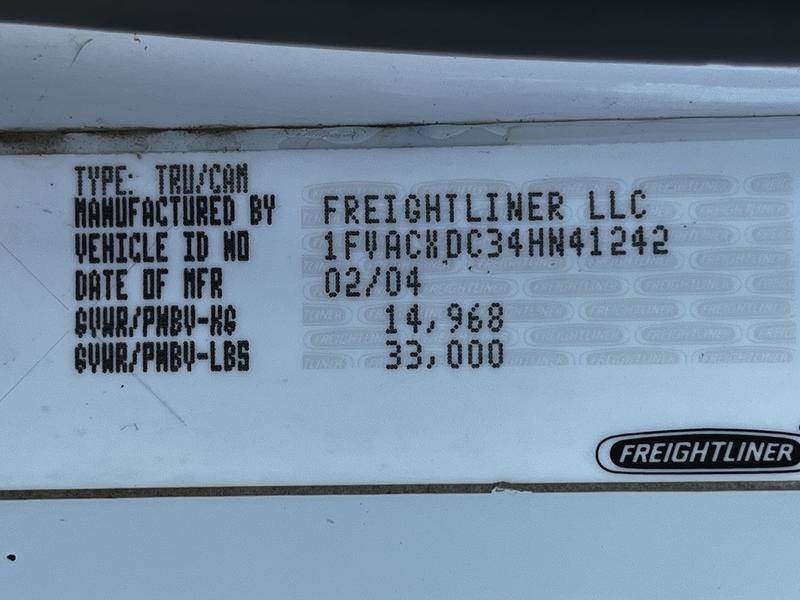 TYPE: TRU/CAM
MANUFACTURED BY FREIGHTLINER LLC
VEHICLE ID NO 1FVACXDC34HN41242
DATE OF MFR 02/04
GVWR/PNBV-KG 14,968
GVWR/PNBV-LBS 33,000
FREIGHTLINER